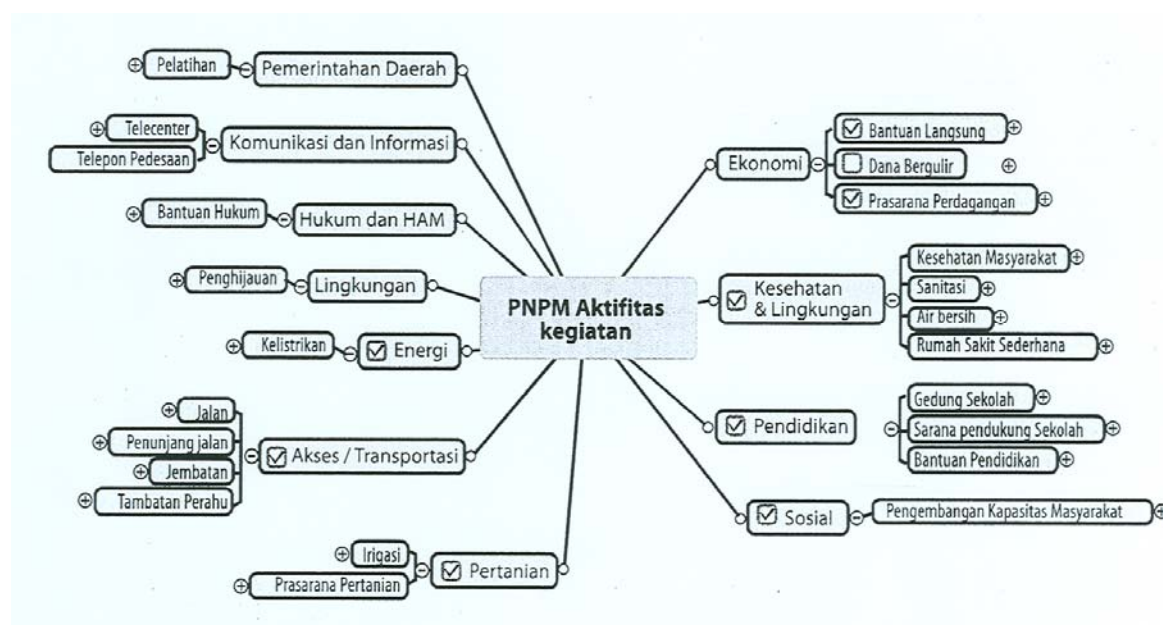 PNPM Aktifitas
kegiatan
Pemerintahan Daerah
Pelatihan
Komunikasi dan Informasi
Telecenter
Telepon Pedesaan
Hukum dan HAM
Bantuan Hukum
Lingkungan
Penghijauan
Energi
Kelistrikan
Akses / Transportasi
Jalan
Penunjang jalan
Jembatan
Tambatan Perahu
Pertanian
Irigasi
Prasarana Pertanian
Ekonomi
Bantuan Langsung
Dana Bergulir
Prasarana Perdagangan
Kesehatan
& Lingkungan
Kesehatan Masyarakat
Sanitasi
Air bersih
Rumah Sakit Sederhana
Pendidikan
Gedung Sekolah
Sarana pendukung Sekolah
Bantuan Pendidikan
Sosial
Pengembangan Kapasitas Masyarakat